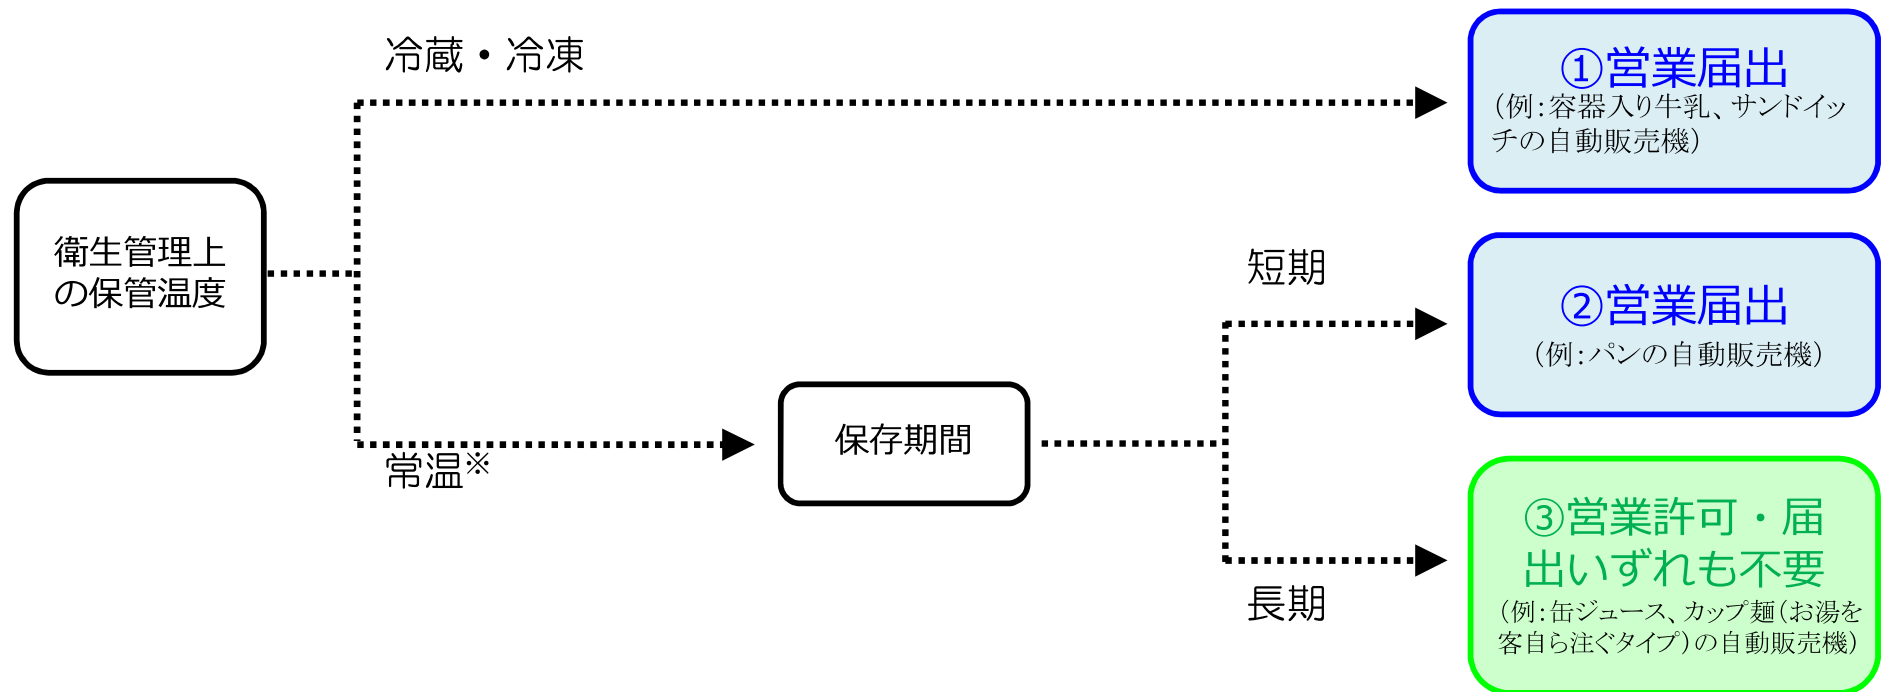 冷蔵・冷凍
①営業届出
（例：容器入り牛乳、サンドイッ
チの自動販売機）
衛生管理上
の保管温度
短期
②営業届出
（例：パンの自動販売機）
保存期間
常温※
③営業許可・届
出いずれも不要
（例：缶ジュース、カップ麺（お湯を
客自ら注ぐタイプ）の自動販売機）
長期